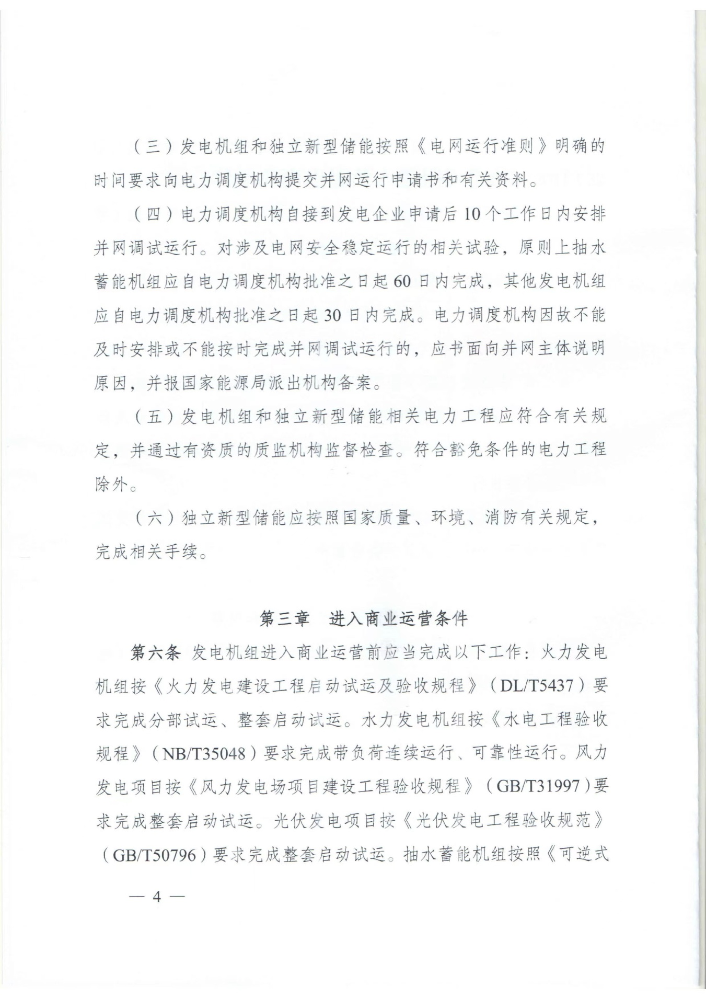 （三）发电机组和独立新型储能按照《电网运行准则》明确的
时间要求向电力调度机构提交并网运行申请书和有关资料。
（四）电力调度机构自接到发电企业申请后 10 个工作日内安排
并网调试运行。对涉及电网安全稳定运行的相关试验，原则上抽水
蓄能机组应自电力调度机构批准之日起 60 日内完成，其他发电机组
应自电力调度机构批准之日起 30 日内完成。电力调度机构因故不能
及时安排或不能按时完成并网调试运行的，应书面向并网主体说明
原因，并报国家能源局派出机构备案。
（五）发电机组和独立新型储能相关电力工程应符合有关规
定，并通过有资质的质监机构监督检查。符合豁免条件的电力工程
除外。
（六）独立新型储能应按照国家质量、环境、消防有关规定，
完成相关手续。
第三章　进入商业运营条件
第六条 发电机组进入商业运营前应当完成以下工作：火力发电
机组按《火力发电建设工程启动试运及验收规程》（DL/T5437）要
求完成分部试运、整套启动试运。水力发电机组按《水电工程验收
规程》（NB/T35048）要求完成带负荷连续运行、可靠性运行。风力
发电项目按《风力发电场项目建设工程验收规程》（GB/T31997）要
求完成整套启动试运。光伏发电项目按《光伏发电工程验收规范》
（GB/T50796）要求完成整套启动试运。抽水蓄能机组按照《可逆式
— 4 —